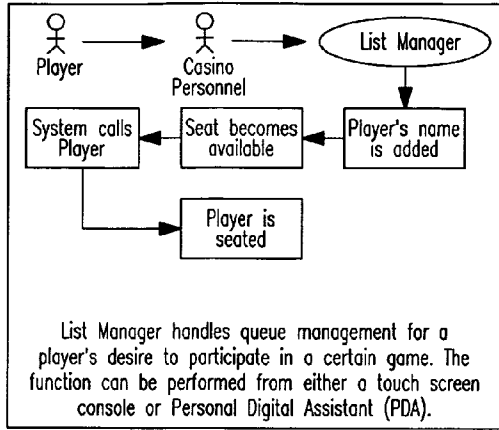 Player
Casino
Personnel
List Manager
System calls
Player
Seat becomes
available
Player's name
is added
Player is
seated
List Manager handles queue management for a
player's desire to participate in a certain game. The
function can be performed from either a touch screen
console or Personal Digital Assistant (PDA).